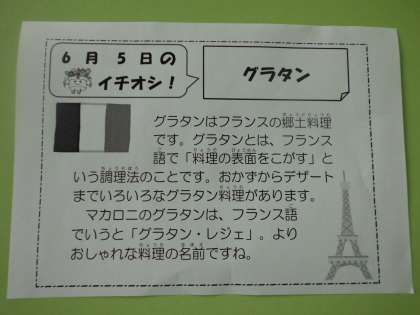 6月5日の
イチオシ！
グラタン
グラタンはフランスの郷土料理
です。グラタンとは、フランス
語で「料理の表面をこがす」と
いう調理法のことです。おかずからデザート
までいろいろなグラタン料理があります。
マカロニのグラタンは、フランス語
でいうと「グラタン・レジェ」。より
おしゃれな料理の名前ですね。